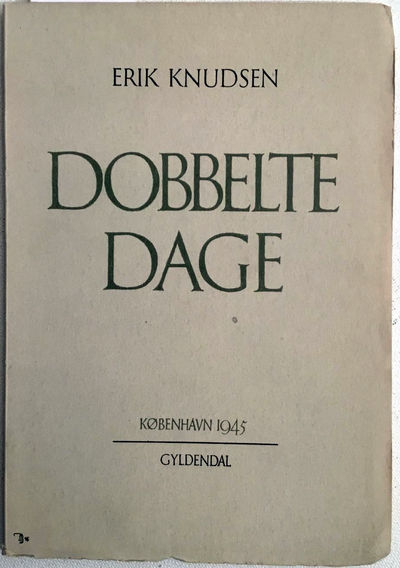 ERIK KNUDSEN
DOBBELTE
DAGE
KØBENHAVN 1945
GYLDENDAL